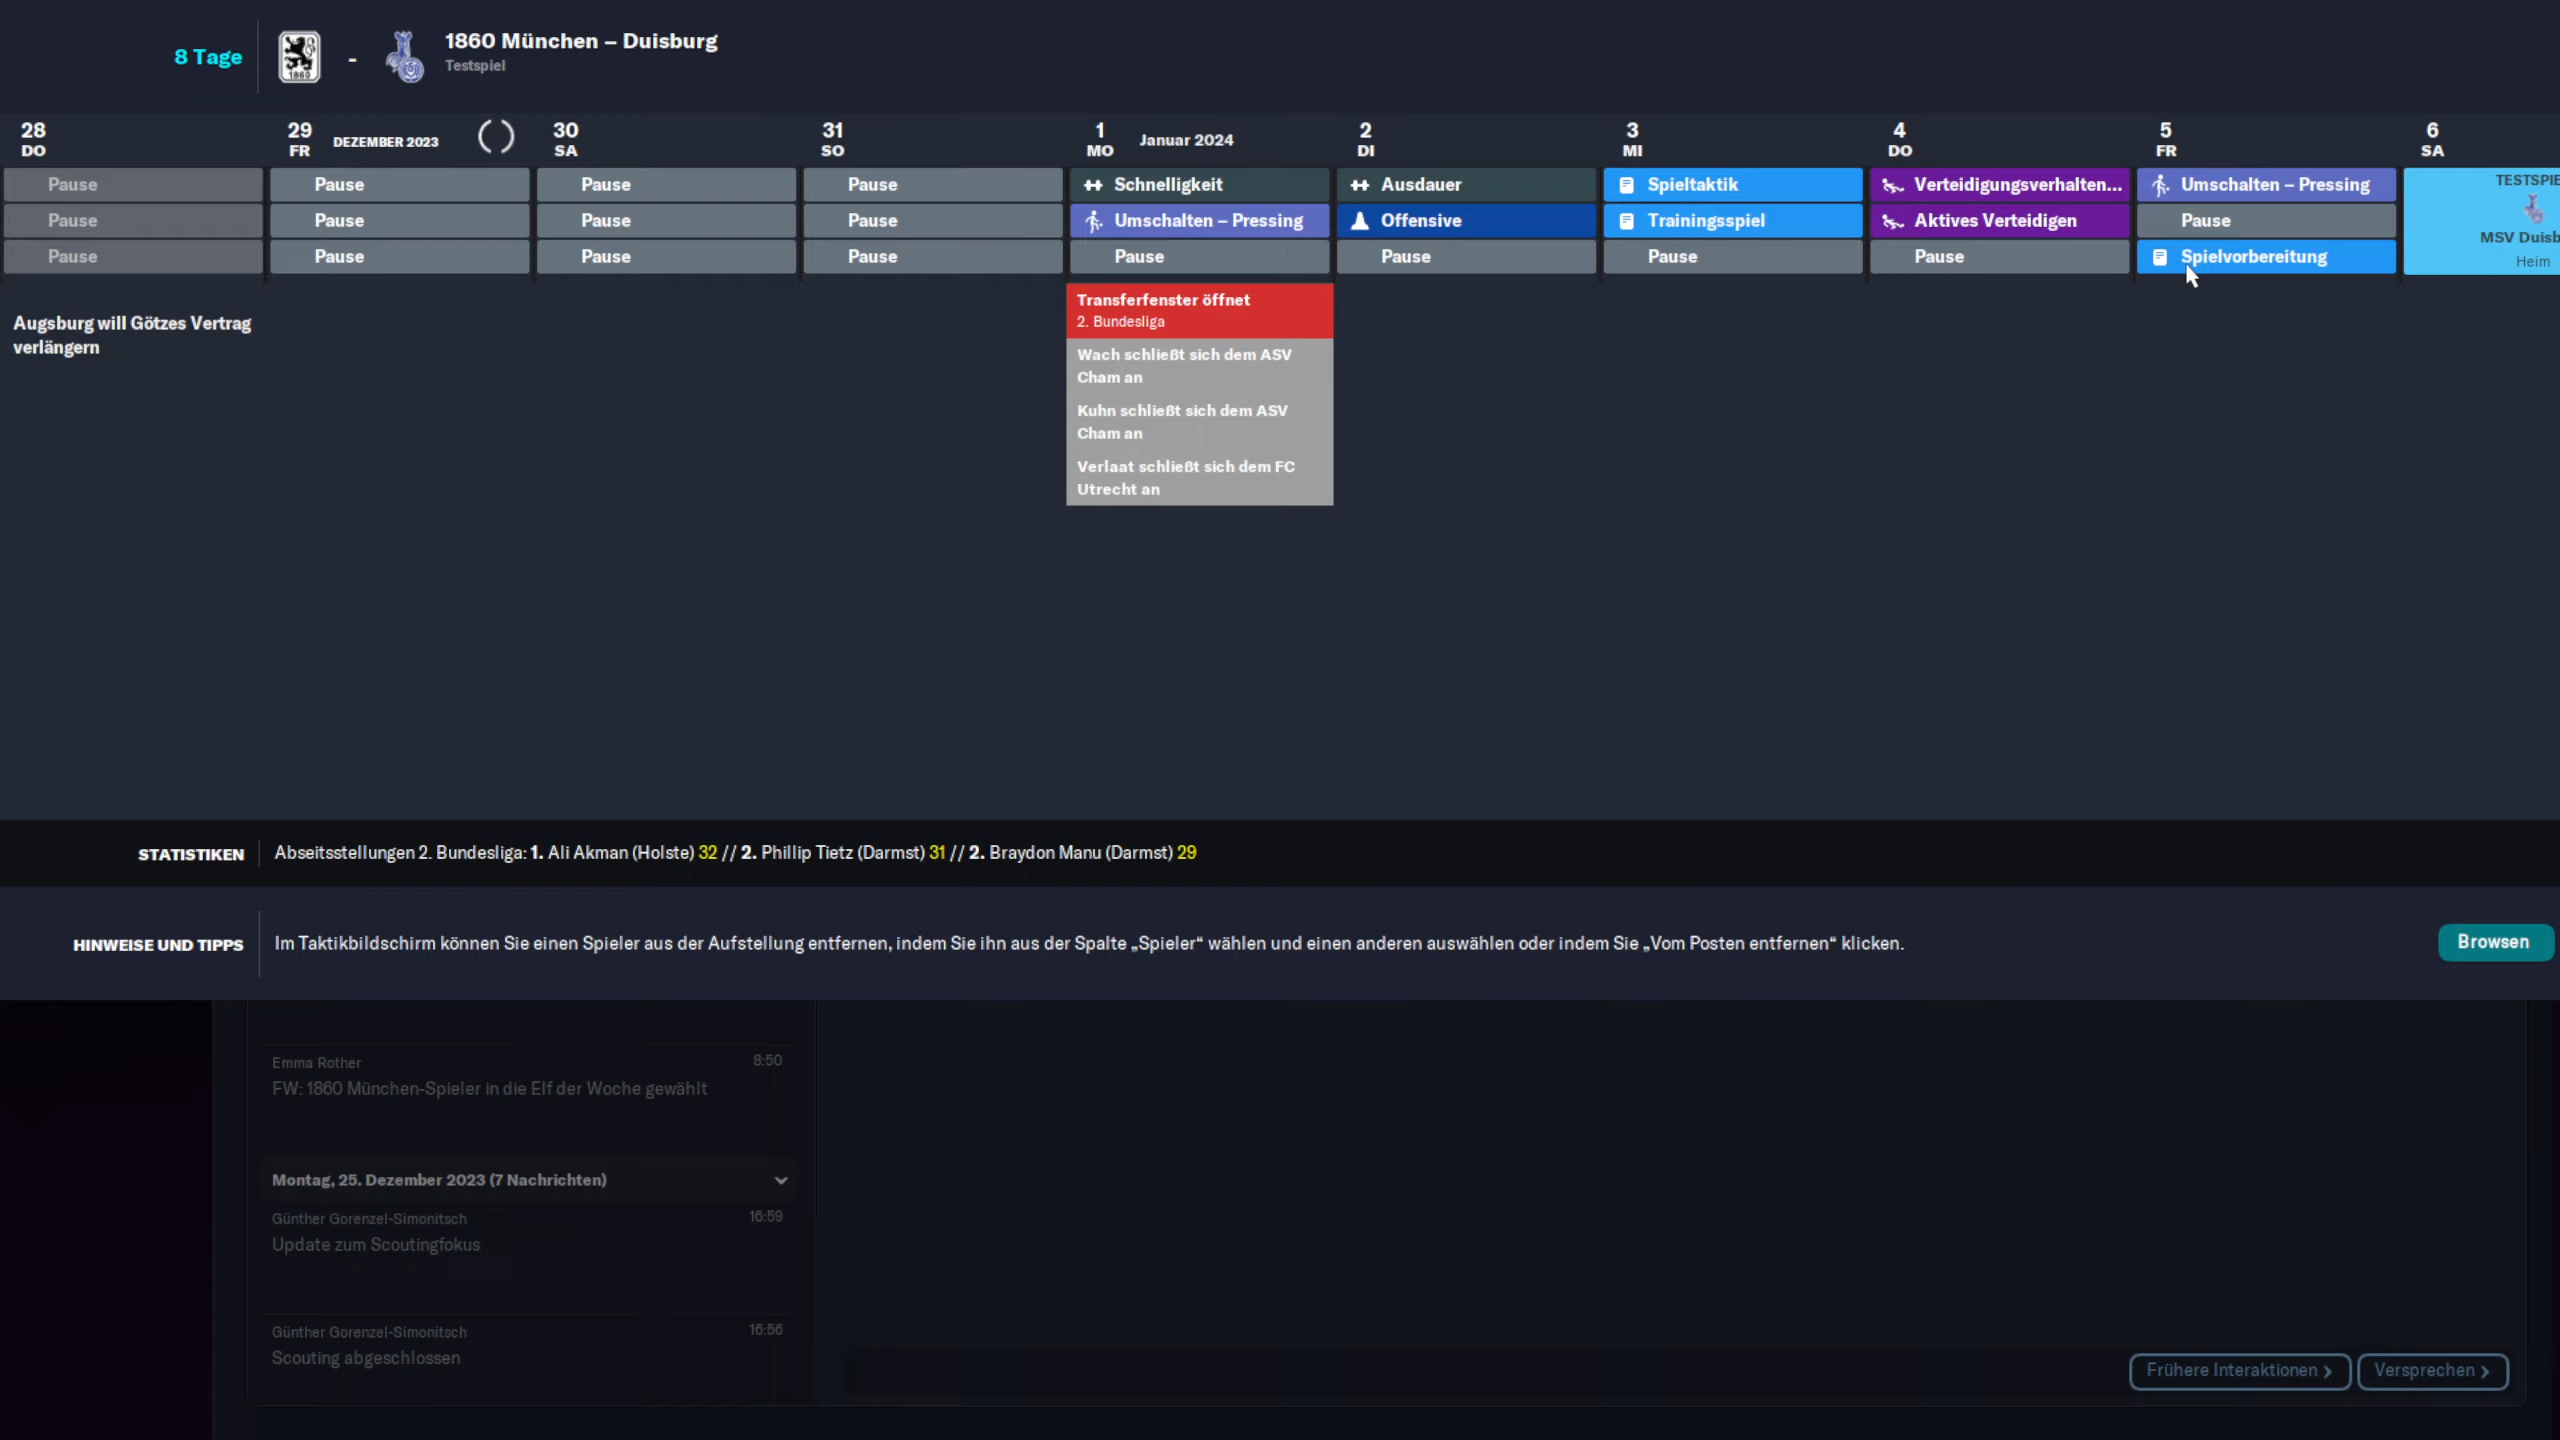 8 Tage
1860
-
1860 München – Duisburg
Testspiel
28
DO
29
FR
DEZEMBER 2023
30
SA
31
SO
1
MO
Januar 2024
2
DI
3
MI
4
DO
5
FR
6
SA
Pause
Pause
Pause
Pause
Schnelligkeit
Ausdauer
Spieltaktik
Verteidigungsverhalten...
Umschalten – Pressing
TESTSPIE
Pause
Pause
Pause
Pause
Umschalten – Pressing
Offensive
Trainingsspiel
Aktives Verteidigen
Pause
MSV Duisb
Pause
Pause
Pause
Pause
Pause
Pause
Pause
Pause
Spielvorbereitung
Heim
Augsburg will Götzes Vertrag
verlängern
Transferfenster öffnet
2. Bundesliga
Wach schließt sich dem ASV
Cham an
Kuhn schließt sich dem ASV
Cham an
Verlaat schließt sich dem FC
Utrecht an
STATISTIKEN
Abseitsstellungen 2. Bundesliga: 1. Ali Akman (Holste) 32 // 2. Phillip Tietz (Darmst) 31 // 2. Braydon Manu (Darmst) 29
HINWEISE UND TIPPS
Im Taktikbildschirm können Sie einen Spieler aus der Aufstellung entfernen, indem Sie ihn aus der Spalte „Spieler“ wählen und einen anderen auswählen oder indem Sie „Vom Posten entfernen“ klicken.
Browsen
Emma Rother
8:50
FW: 1860 München-Spieler in die Elf der Woche gewählt
Montag, 25. Dezember 2023 (7 Nachrichten)
Günther Gorenzel-Simonitsch
16:59
Update zum Scoutingfokus
Günther Gorenzel-Simonitsch
16:56
Scouting abgeschlossen
Frühere Interaktionen
Versprechen